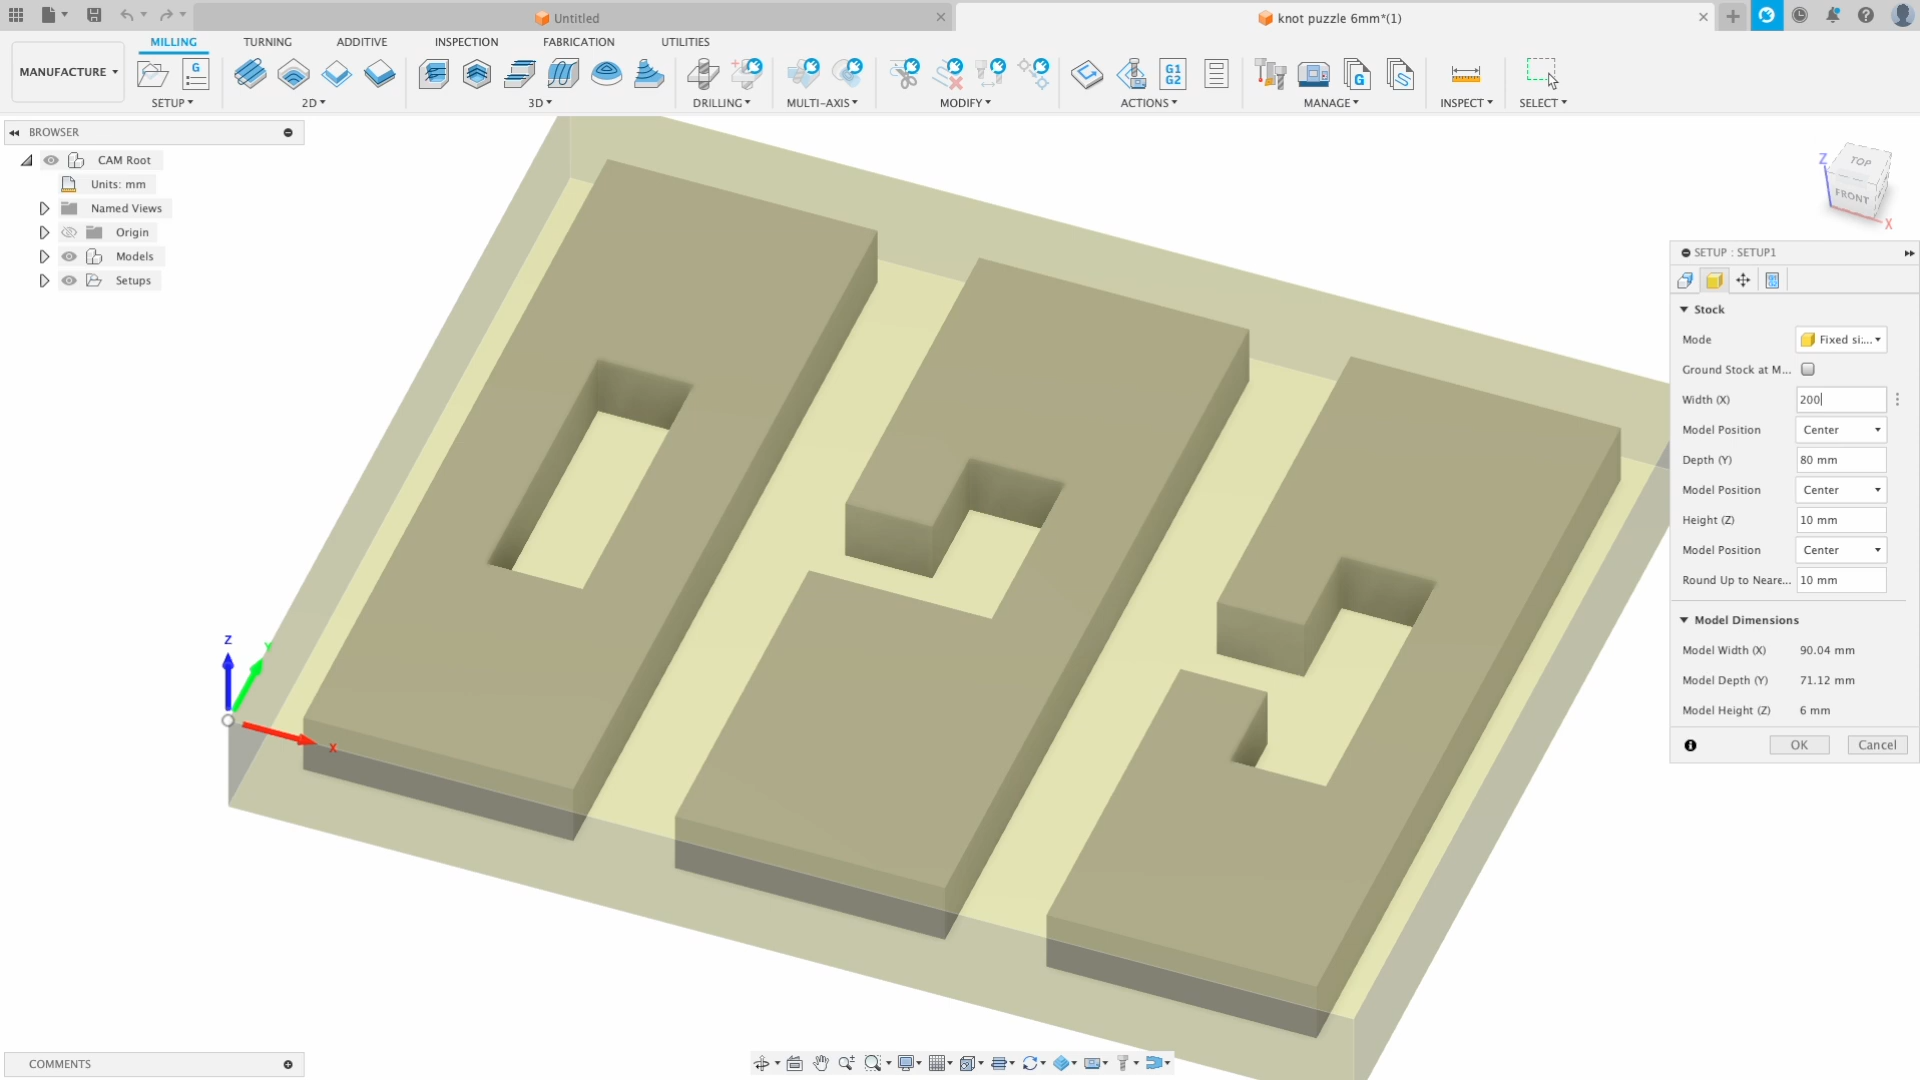 Untitled
knot puzzle 6mm*(1)
MANUFACTURE
MILLING TURNING ADDITIVE INSPECTION FABRICATION UTILITIES
G
G1
G2
G
SETUP 2D 3D DRILLING MULTI-AXIS MODIFY ACTIONS MANAGE INSPECT SELECT
BROWSER
CAM Root
Units: mm
Named Views
Origin
Models
Setups
TOP
FRONT
Z
X
Z
Y
X
SETUP : SETUP1
Stock
Mode Fixed si...
Ground Stock at M...
Width (X) 200
Model Position Center
Depth (Y) 80 mm
Model Position Center
Height (Z) 10 mm
Model Position Center
Round Up to Neare... 10 mm
Model Dimensions
Model Width (X) 90.04 mm
Model Depth (Y) 71.12 mm
Model Height (Z) 6 mm
OK Cancel
COMMENTS